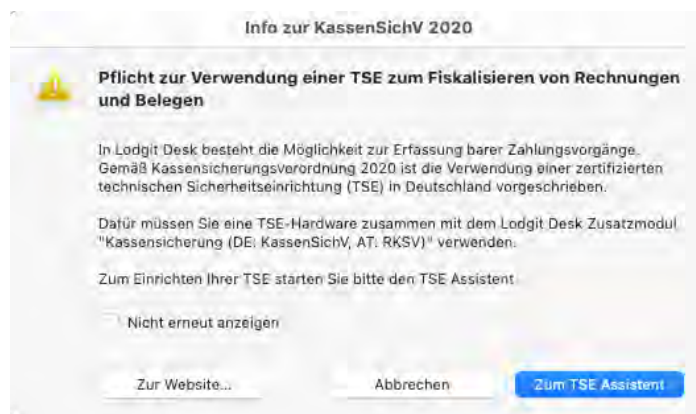 Info zur KassenSichV 2020
Pflicht zur Verwendung einer TSE zum Fiskalisieren von Rechnungen
und Belegen
In Lodgit Desk besteht die Möglichkeit zur Erfassung barer Zahlungsvorgänge.
Gemäß Kassensicherungsverordnung 2020 ist die Verwendung einer zertifizierten
technischen Sicherheitseinrichtung (TSE) in Deutschland vorgeschrieben.
Dafür müssen Sie eine TSE-Hardware zusammen mit dem Lodgit Desk Zusatzmodul
"Kassensicherung (DE: KassenSichV, AT: RKSV)" verwenden.
Zum Einrichten Ihrer TSE starten Sie bitte den TSE Assistent
Nicht erneut anzeigen
Zur Website... Abbrechen Zum TSE Assistent